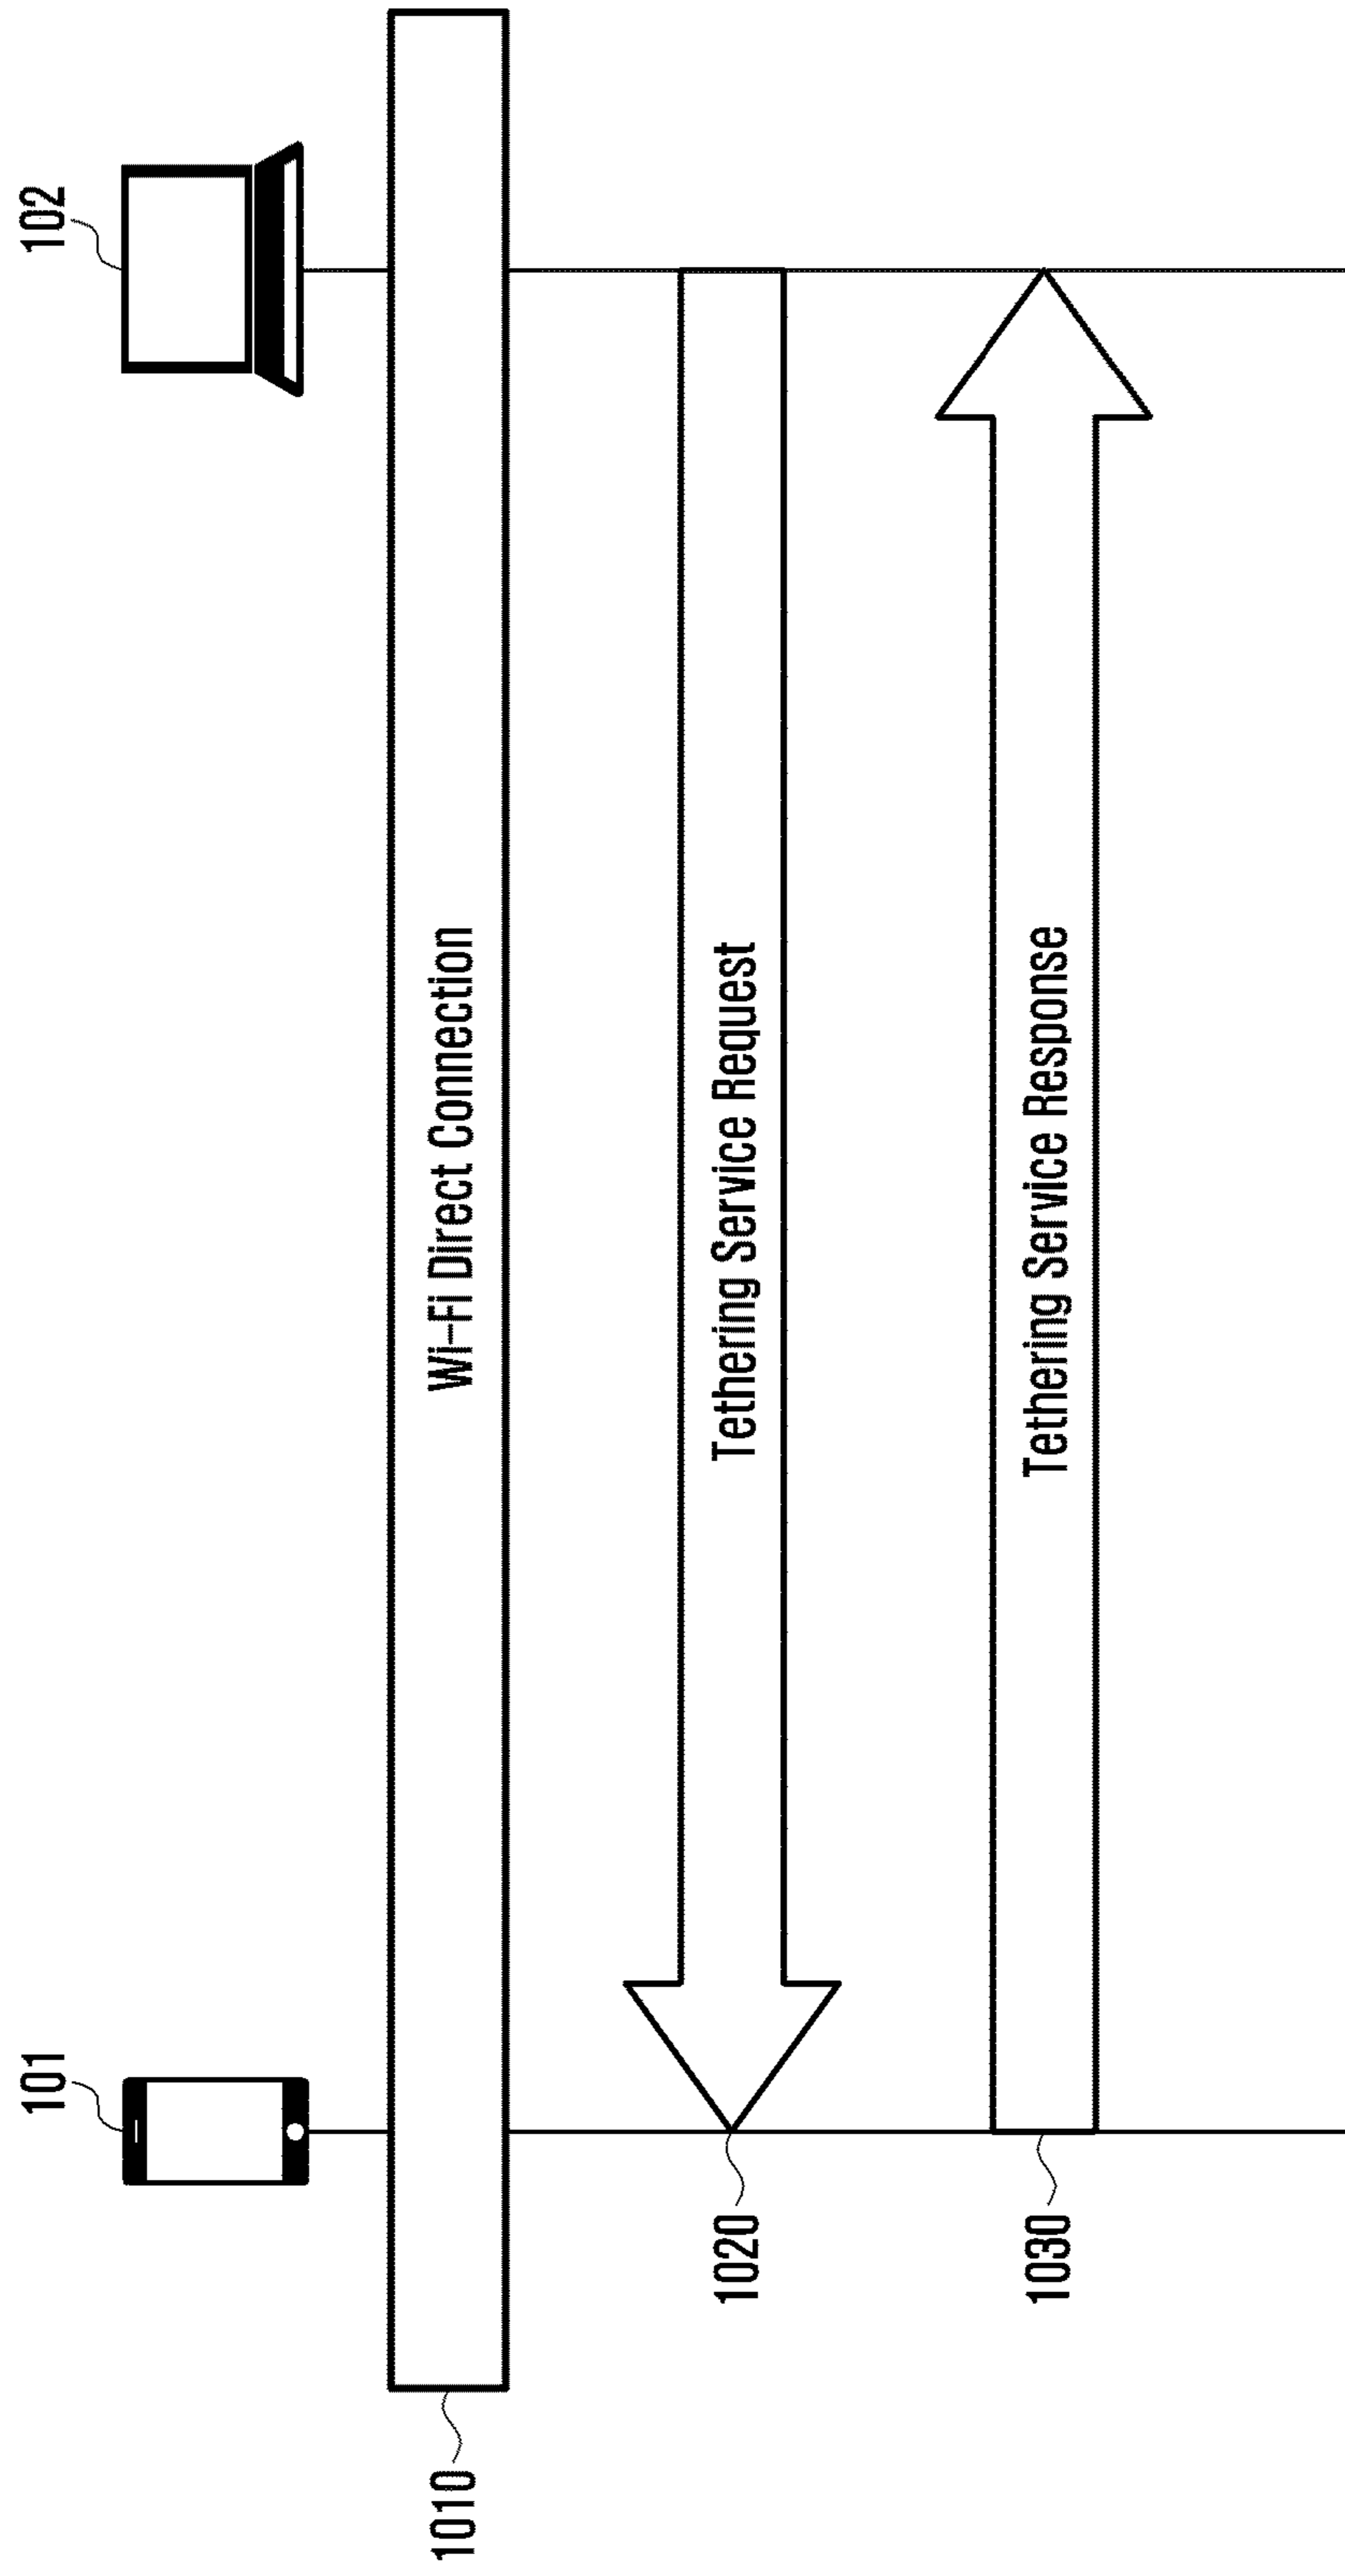 101
102
1010
Wi-Fi Direct Connection
1020
Tethering Service Request
1030
Tethering Service Response